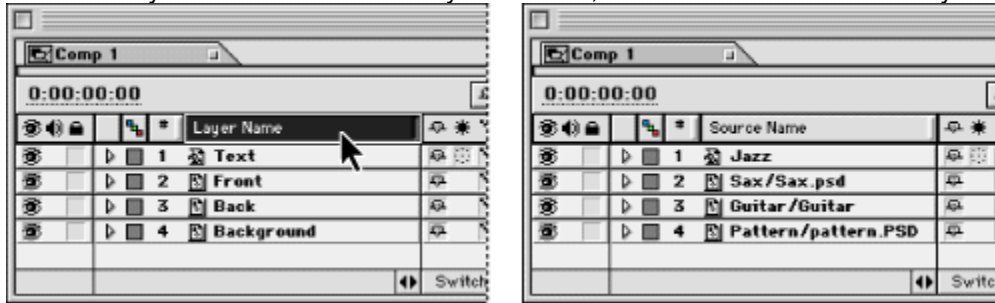 Comp 1
0:00:00:00
# Layer Name
1 Text
2 Front
3 Back
4 Background
Switch
Comp 1
0:00:00:00
# Source Name
1 Jazz
2 Sax/Sax.psd
3 Guitar/Guitar
4 Pattern/pattern.PSD
Switc